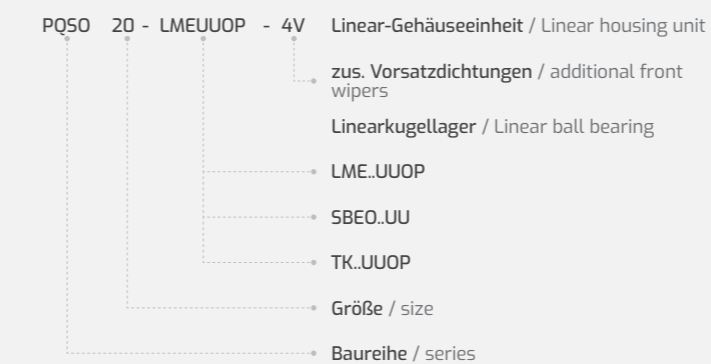 PQSO 20 - LMEUUOP - 4V Linear-Gehäuseeinheit / Linear housing unit
zus. Vorsatzdichtungen / additional front
wipers
Linearkugellager / Linear ball bearing
LME..UUOP
SBEO..UU
TK..UUOP
Größe / size
Baureihe / series